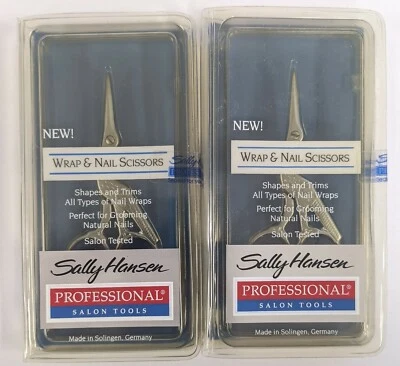 NEW!
WRAP & NAIL SCISSORS
Shapes and Trims
All Types of Nail Wraps
Perfect for Grooming
Natural Nails
Salon Tested
Sally Hansen
PROFESSIONAL®
SALON TOOLS
Made in Solingen, Germany
NEW!
WRAP & NAIL SCISSORS
Shapes and Trims
All Types of Nail Wraps
Perfect for Grooming
Natural Nails
Salon Tested
Sally Hansen
PROFESSIONAL®
SALON TOOLS
Made in Solingen, Germany